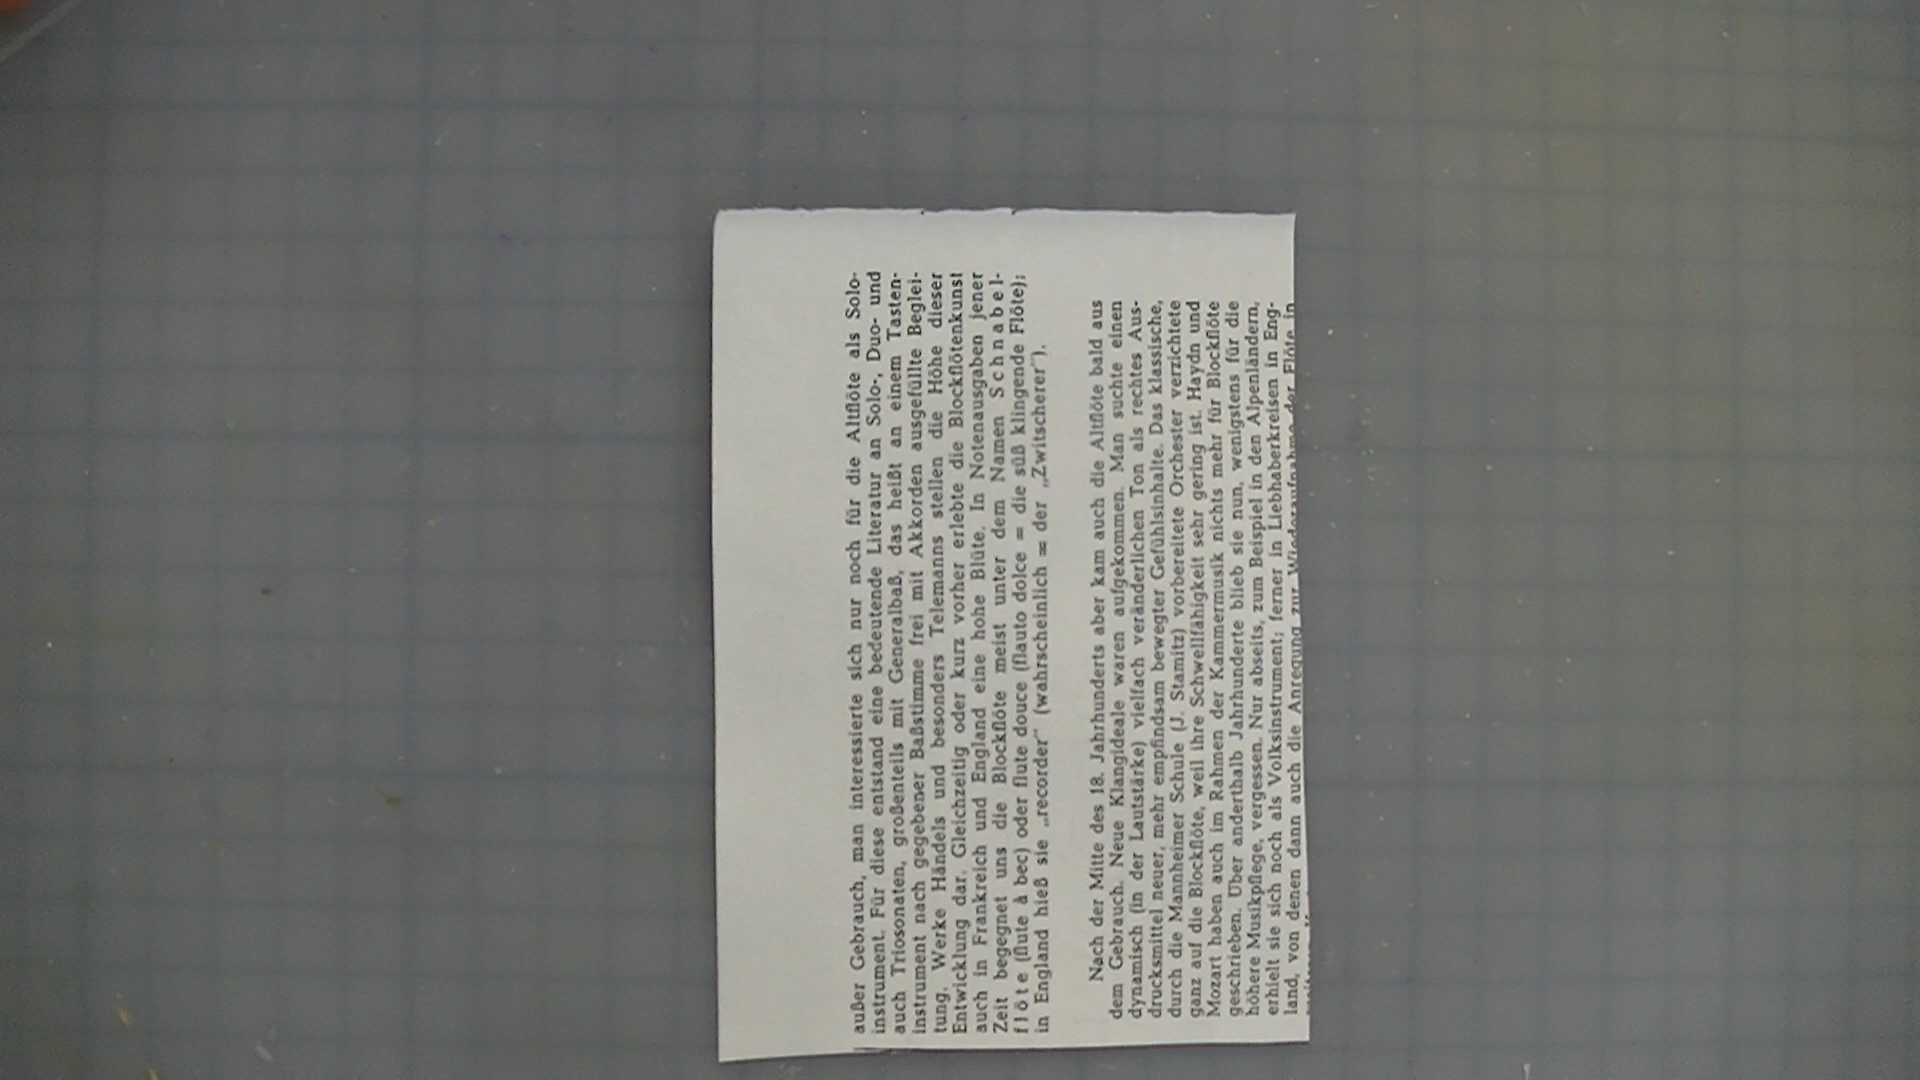 außer Gebrauch, man interessierte sich nur noch für die Altflöte als Solo-
instrument. Für diese entstand eine bedeutende Literatur an Solo-, Duo- und
auch Triosonaten, großenteils mit Generalbaß, das heißt an einem Tasten-
instrument nach gegebener Baßstimme frei mit Akkorden ausgefüllte Beglei-
tung. Werke Händels und besonders Telemanns stellen die Höhe dieser
Entwicklung dar. Gleichzeitig oder kurz vorher erlebte die Blockflötenkunst
auch in Frankreich und England eine hohe Blüte. In Notenausgaben jener
Zeit begegnet uns die Blockflöte meist unter dem Namen Schnabel-
flöte (flute à bec) oder flute douce (flauto dolce = die süß klingende Flöte);
in England hieß sie „recorder“ (wahrscheinlich = der „Zwitscherer“).
Nach der Mitte des 18. Jahrhunderts aber kam auch die Altflöte bald aus
dem Gebrauch. Neue Klangideale waren aufgekommen. Man suchte einen
dynamisch (in der Lautstärke) vielfach veränderlichen Ton als rechtes Aus-
drucksmittel neuer, mehr empfindsam bewegter Gefühlsinhalte. Das klassische,
durch die Mannheimer Schule (J. Stamitz) vorbereitete Orchester verzichtete
ganz auf die Blockflöte, weil ihre Schwellfähigkeit sehr gering ist. Haydn und
Mozart haben auch im Rahmen der Kammermusik nichts mehr für Blockflöte
geschrieben. Über anderthalb Jahrhunderte blieb sie nun, wenigstens für die
höhere Musikpflege, vergessen. Nur abseits, zum Beispiel in den Alpenländern,
erhielt sie sich noch als Volksinstrument; ferner in Liebhaberkreisen in Eng-
land, von denen dann auch die Anregung zur Wiederaufnahme der Flöte in